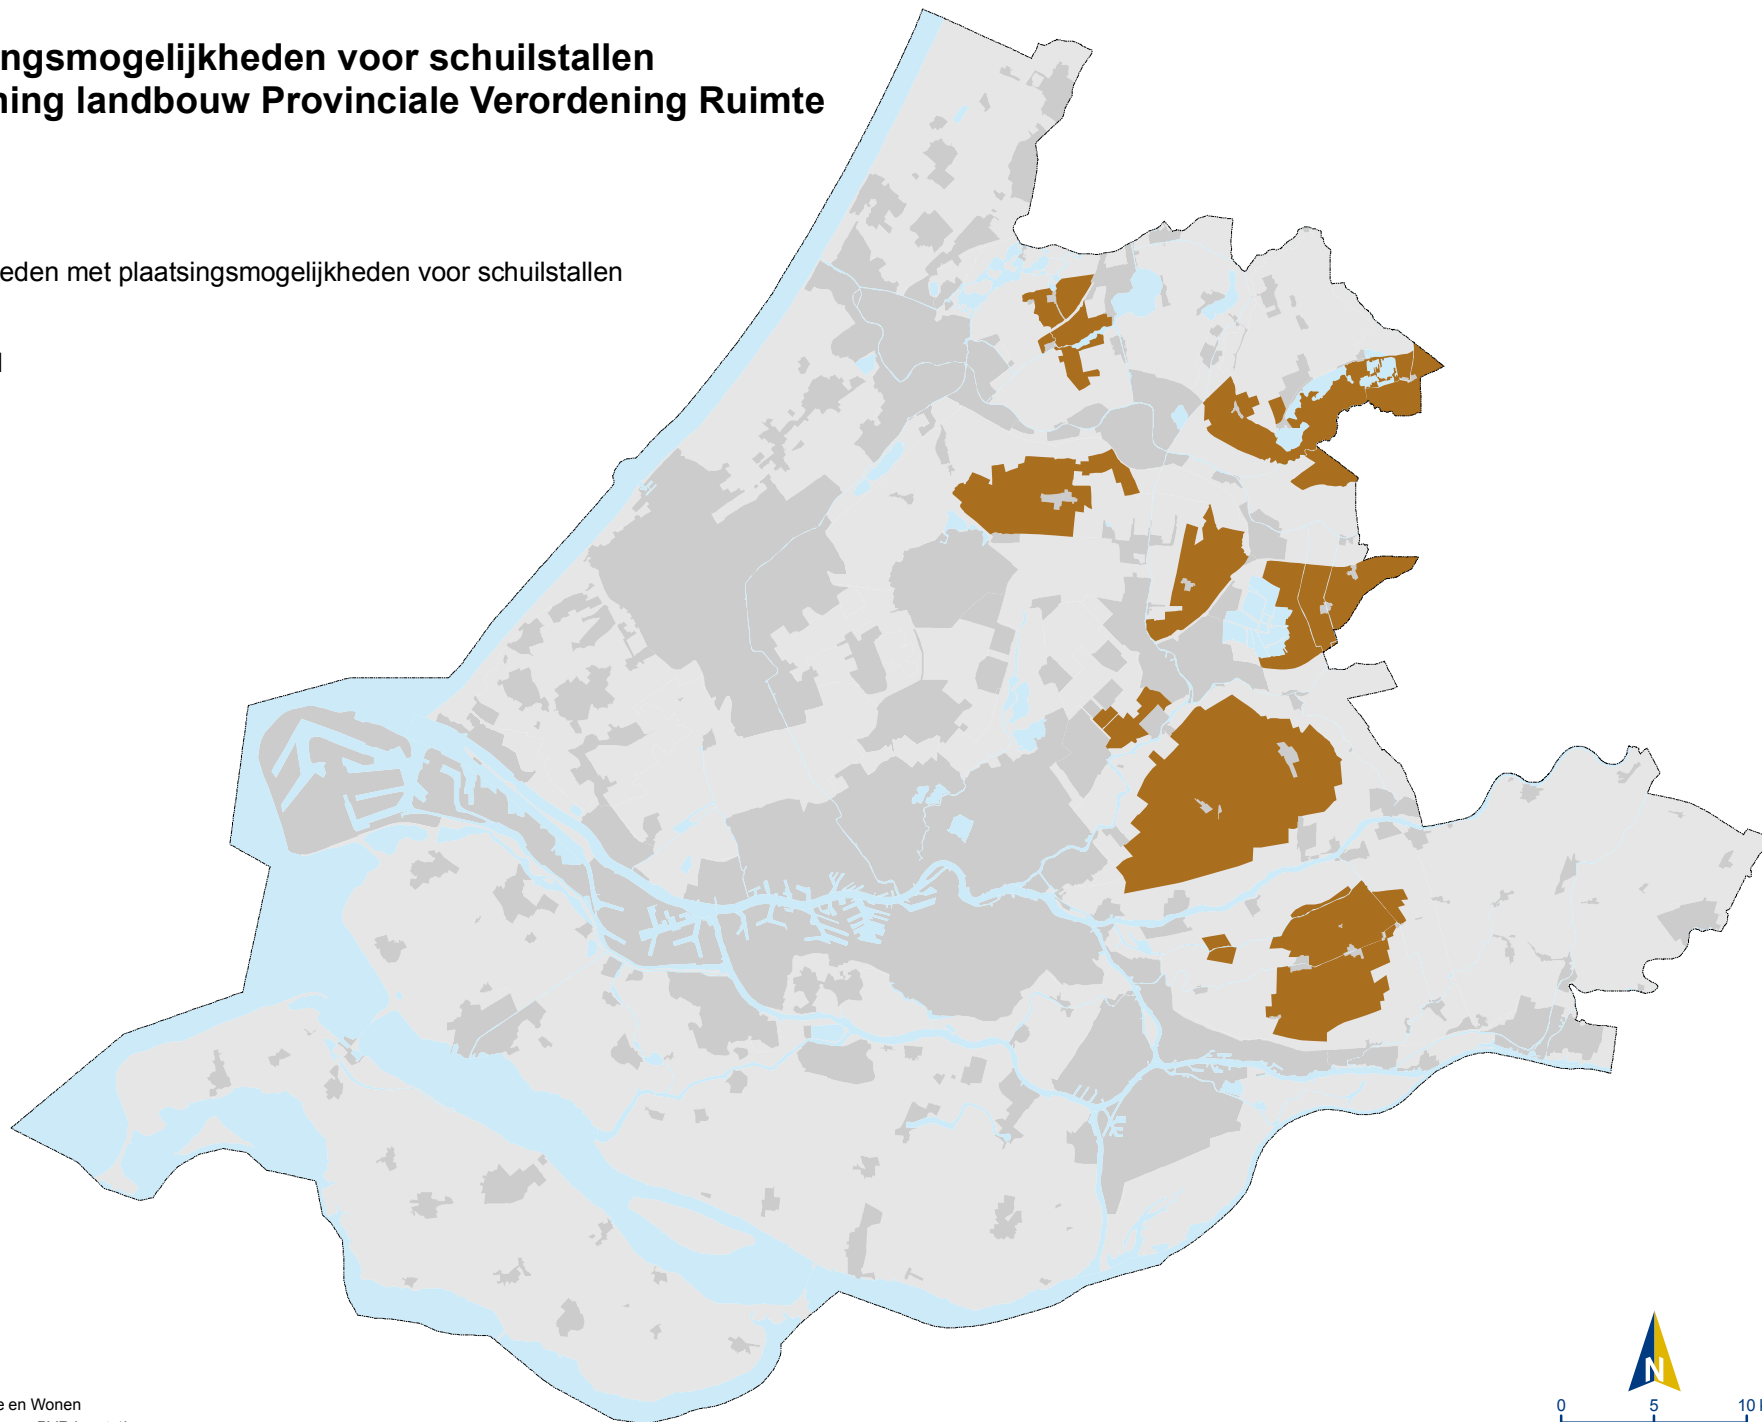 ngsmogelijkheden voor schuilstallen
ning landbouw Provinciale Verordening Ruimte
eden met plaatsingsmogelijkheden voor schuilstallen
N
0 5 10
e en Wonen